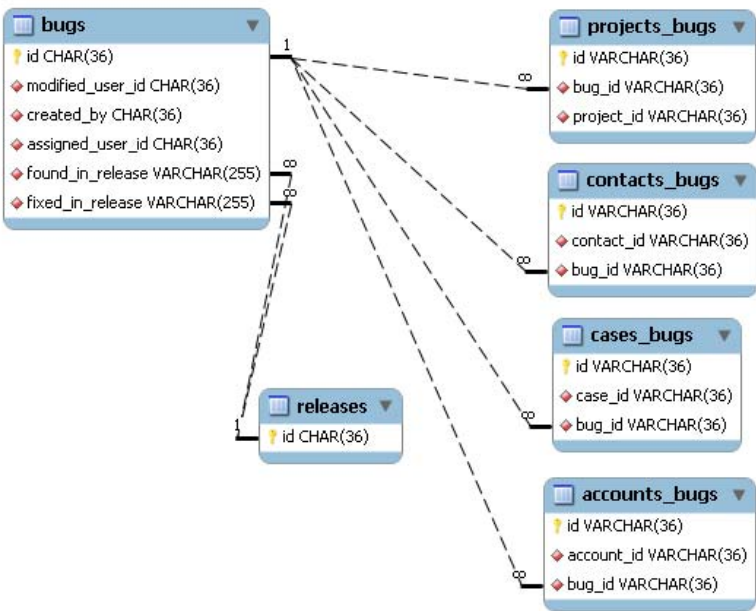 bugs
id CHAR(36)
modified_user_id CHAR(36)
created_by CHAR(36)
assigned_user_id CHAR(36)
found_in_release VARCHAR(255)
fixed_in_release VARCHAR(255)
1
∞
∞
projects_bugs
id VARCHAR(36)
bug_id VARCHAR(36)
project_id VARCHAR(36)
∞
contacts_bugs
id VARCHAR(36)
contact_id VARCHAR(36)
bug_id VARCHAR(36)
∞
cases_bugs
id VARCHAR(36)
case_id VARCHAR(36)
bug_id VARCHAR(36)
∞
releases
id CHAR(36)
1
accounts_bugs
id VARCHAR(36)
account_id VARCHAR(36)
bug_id VARCHAR(36)
∞